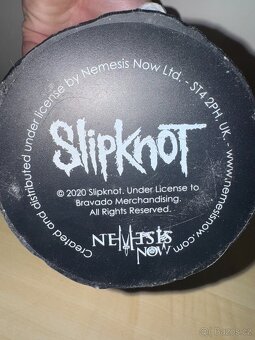 Created and distributed under license by Nemesis Now Ltd. - ST4 2PH, UK. - www.nemesisnow.com
SLIPKNOT
© 2020 Slipknot. Under License to
Bravado Merchandising.
All Rights Reserved.
NEMESIS
NOW